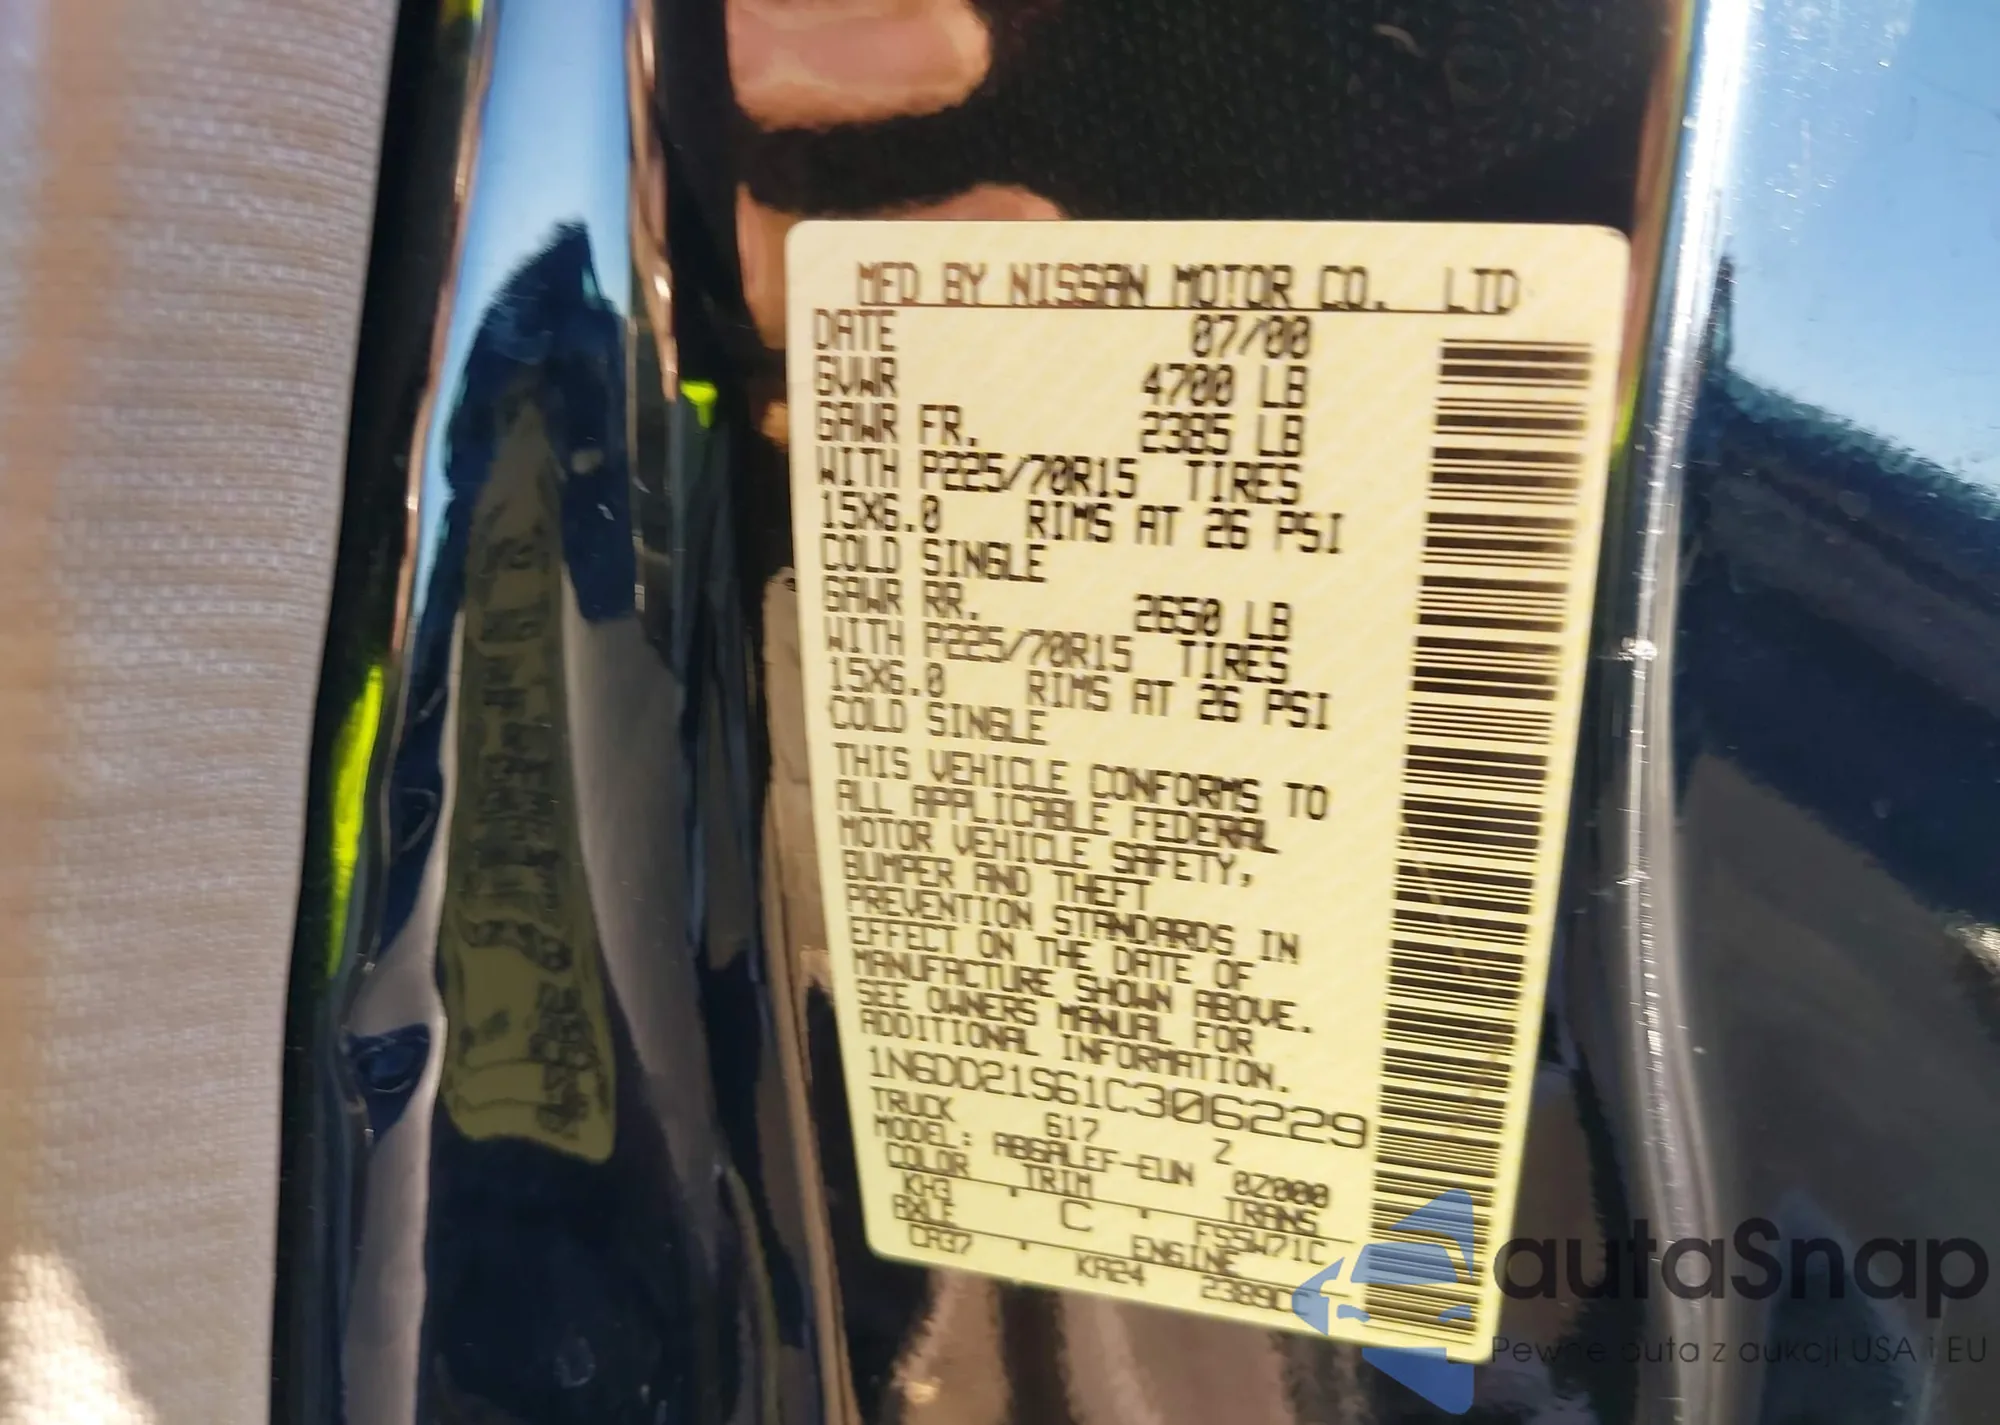 MFD BY NISSAN MOTOR CO. LTD
DATE 07/00
GVWR 4700 LB
GAWR FR. 2385 LB
WITH P225/70R15 TIRES
15X6.0 RIMS AT 26 PSI
COLD SINGLE
GAWR RR. 2650 LB
WITH P225/70R15 TIRES
15X6.0 RIMS AT 26 PSI
COLD SINGLE
THIS VEHICLE CONFORMS TO
ALL APPLICABLE FEDERAL
MOTOR VEHICLE SAFETY,
BUMPER AND THEFT
PREVENTION STANDARDS IN
EFFECT ON THE DATE OF
MANUFACTURE SHOWN ABOVE.
SEE OWNERS MANUAL FOR
ADDITIONAL INFORMATION.
1N6DD21S61C306229
TRUCK 617 Z
MODEL: ABGALEF-EUN 0Z000
COLOR TRIM TRANS
KH3 C FS5W71C
AXLE ENGINE
CA37 KA24 2389CC
autaSnap
Pewne auta z aukcji USA i EU